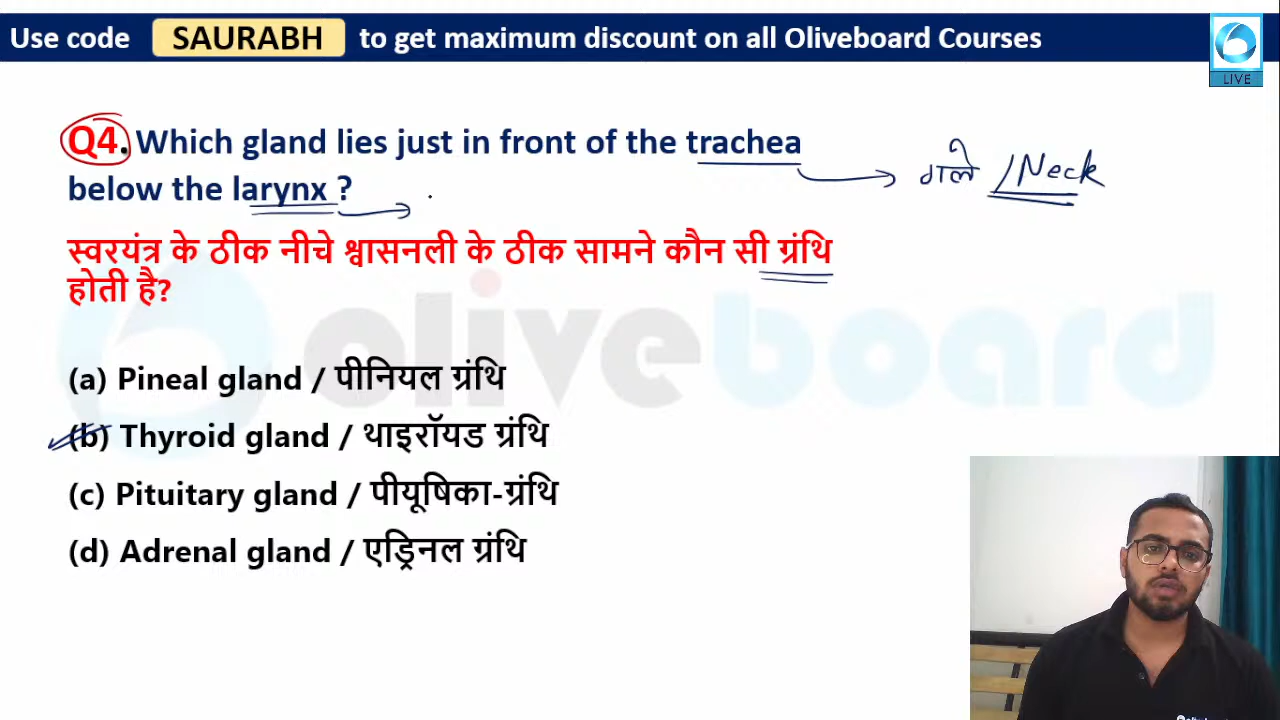 Use code SAURABH to get maximum discount on all Oliveboard Courses
LIVE
Q4. Which gland lies just in front of the trachea
below the larynx ?
गले /Neck
स्वरयंत्र के ठीक नीचे श्वासनली के ठीक सामने कौन सी ग्रंथि
होती है?
oliveboard
(a) Pineal gland / पीनियल ग्रंथि
(b) Thyroid gland / थाइरॉयड ग्रंथि
(c) Pituitary gland / पीयूषिका-ग्रंथि
(d) Adrenal gland / एड्रिनल ग्रंथि